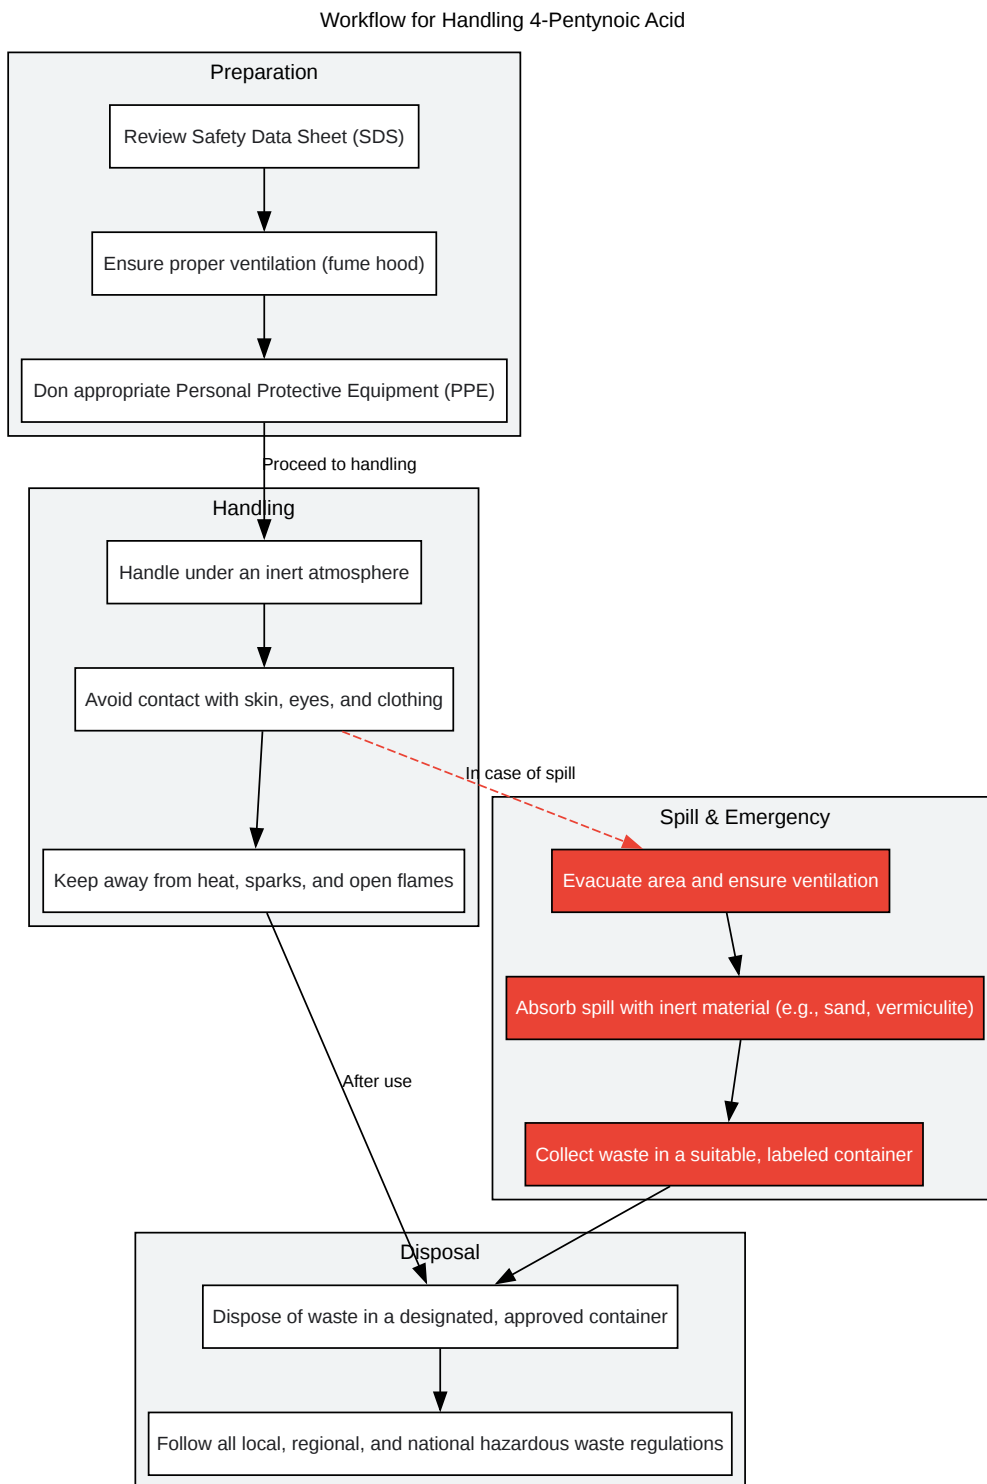 Workflow for Handling 4-Pentynoic Acid
Preparation
Review Safety Data Sheet (SDS)
Ensure proper ventilation (fume hood)
Don appropriate Personal Protective Equipment (PPE)
Proceed to handling
Handling
Handle under an inert atmosphere
Avoid contact with skin, eyes, and clothing
In case of spill
Keep away from heat, sparks, and open flames
Spill & Emergency
Evacuate area and ensure ventilation
Absorb spill with inert material (e.g., sand, vermiculite)
Collect waste in a suitable, labeled container
After use
Disposal
Dispose of waste in a designated, approved container
Follow all local, regional, and national hazardous waste regulations